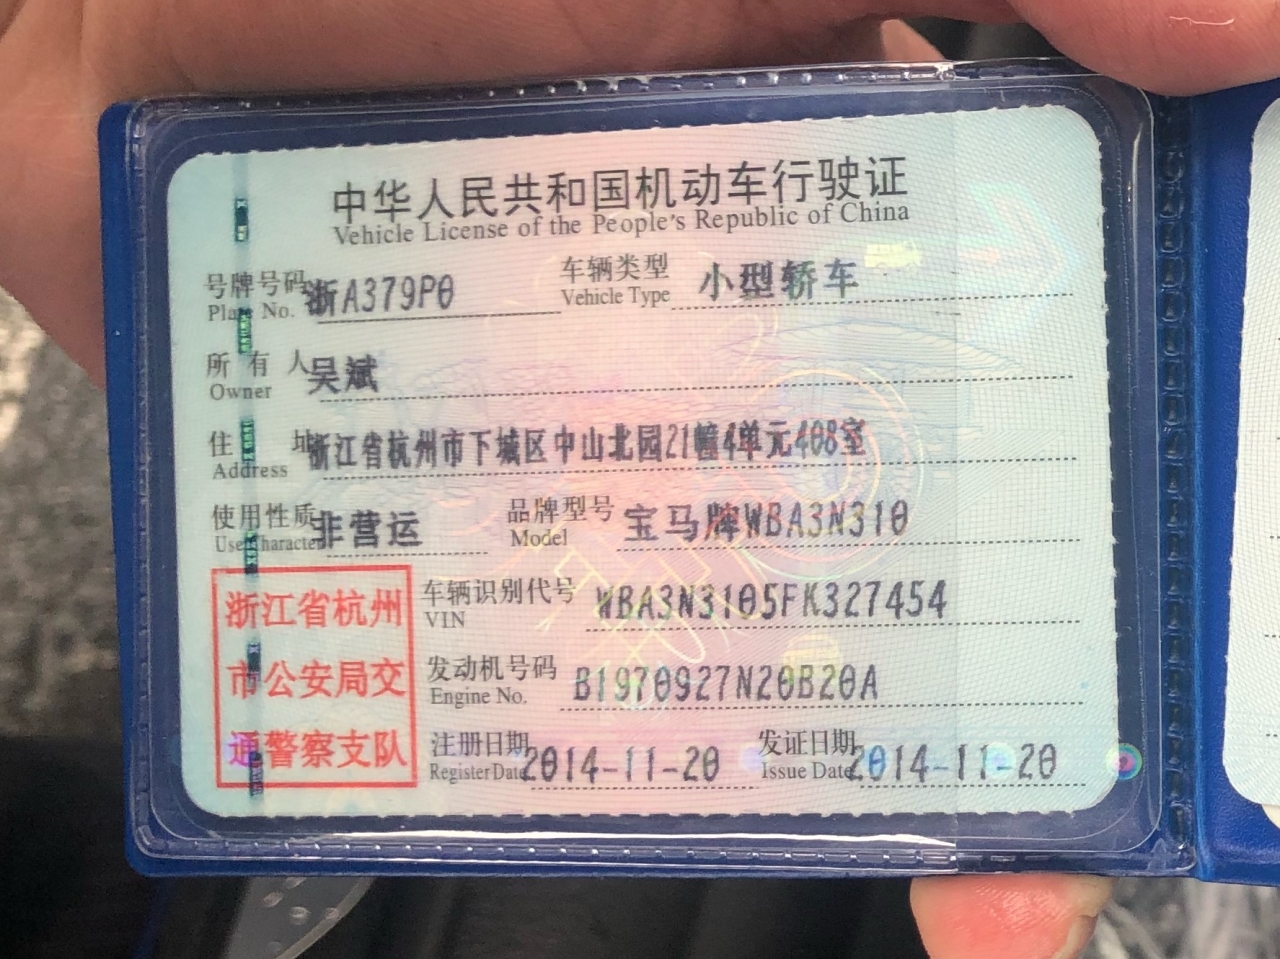 中华人民共和国机动车行驶证
Vehicle License of the People's Republic of China
号牌号码 浙A379P0 车辆类型 小型轿车
Plate No. Vehicle Type
所有人 吴斌
Owner
住址 浙江省杭州市下城区中山北园21幢4单元408室
Address
使用性质 非营运 品牌型号 宝马牌WBA3N310
Use Character Model
浙江省杭州
市公安局交
通警察支队
车辆识别代号 WBA3N3105FK327454
VIN
发动机号码 B1970927N20B20A
Engine No.
注册日期 2014-11-20 发证日期 2014-11-20
Register Date Issue Date